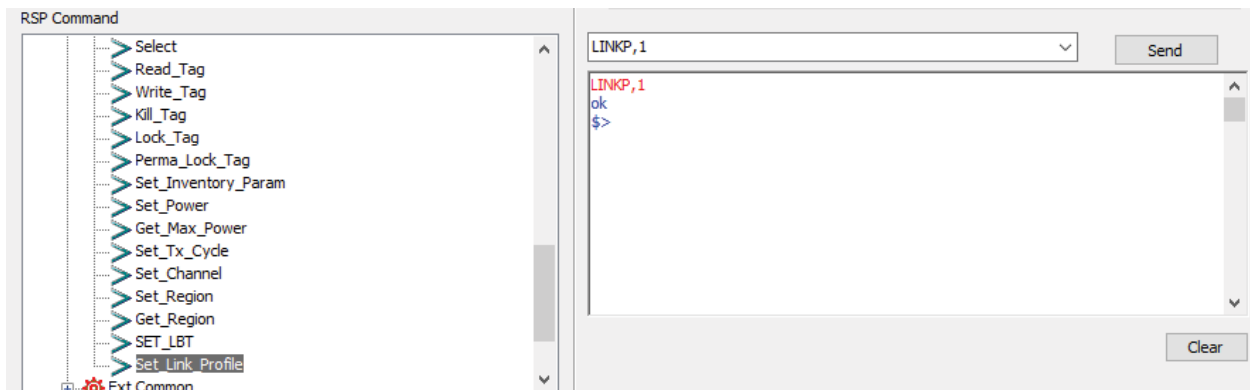 RSP Command
Select
Read_Tag
Write_Tag
Kill_Tag
Lock_Tag
Perma_Lock_Tag
Set_Inventory_Param
Set_Power
Get_Max_Power
Set_Tx_Cycle
Set_Channel
Set_Region
Get_Region
SET_LBT
Set_Link_Profile
Ext Common
LINKP,1
Send
LINKP,1
ok
$>
Clear